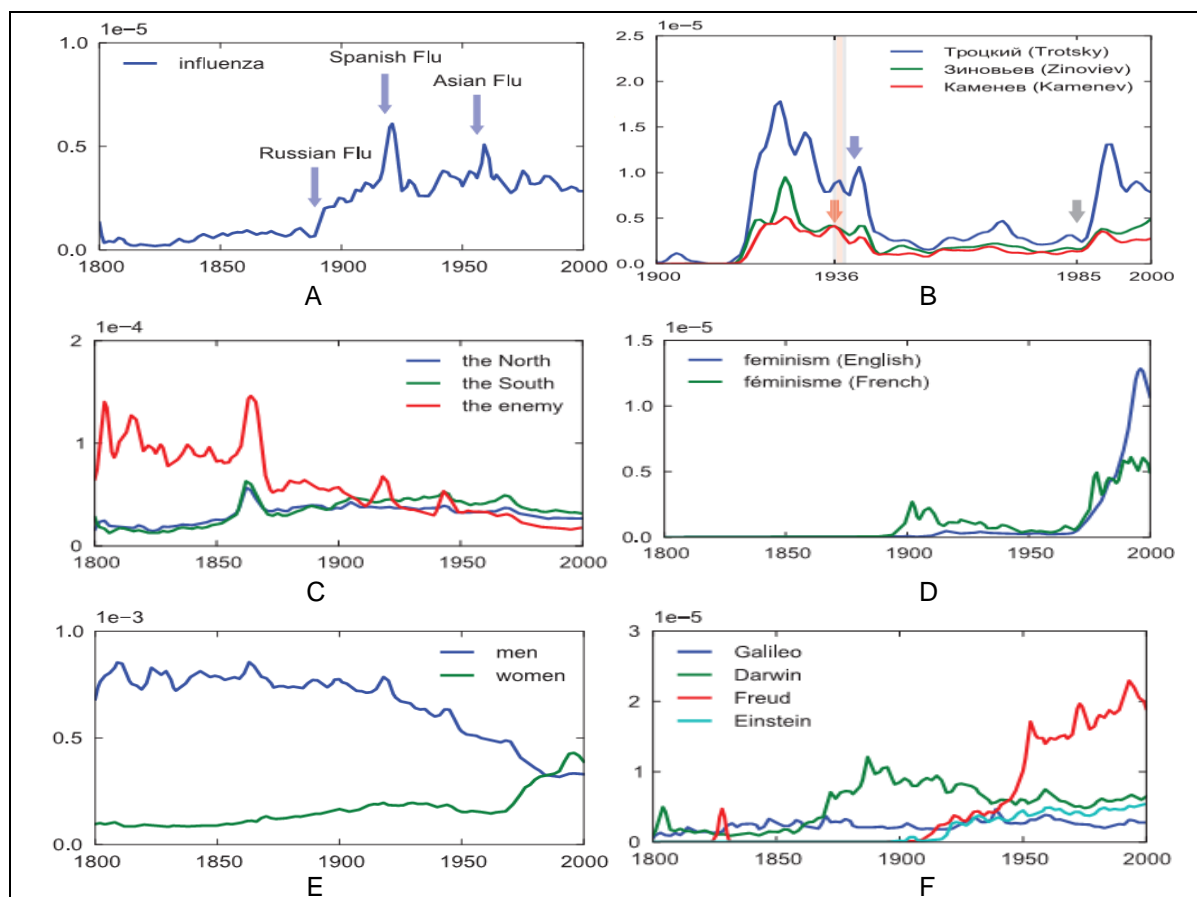 1e−5
1.0
influenza
Spanish Flu
Asian Flu
0.5
Russian Flu
0.0
1800 1850 1900 1950 2000
A
1e−5
2.5
Троцкий (Trotsky)
Зиновьев (Zinoviev)
Каменев (Kamenev)
2.0
1.5
1.0
0.5
0.0
1900 1936 1985 2000
B
1e−4
2
the North
the South
the enemy
1
0
1800 1850 1900 1950 2000
C
1e−5
1.5
feminism (English)
féminisme (French)
1.0
0.5
0.0
1800 1850 1900 1950 2000
D
1e−3
1.0
men
women
0.5
0.0
1800 1850 1900 1950 2000
E
1e−5
3
Galileo
Darwin
Freud
Einstein
2
1
0
1800 1850 1900 1950 2000
F